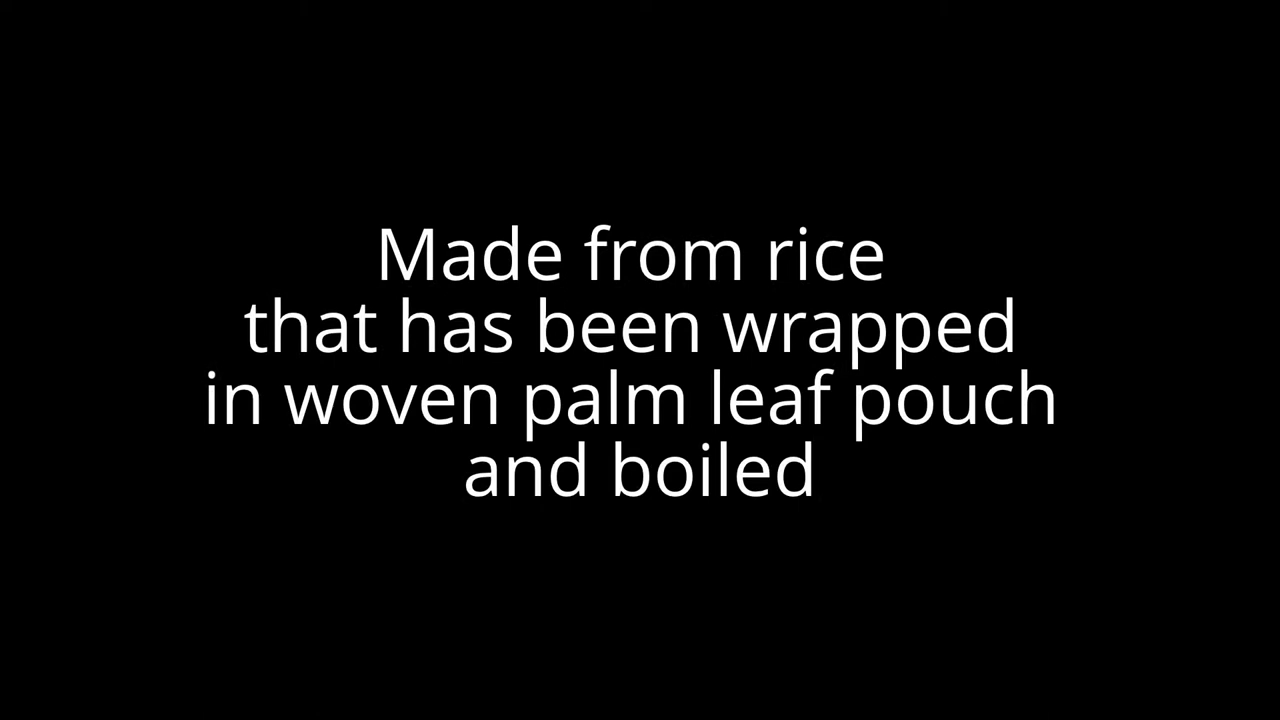 Made from rice
that has been wrapped
in woven palm leaf pouch
and boiled